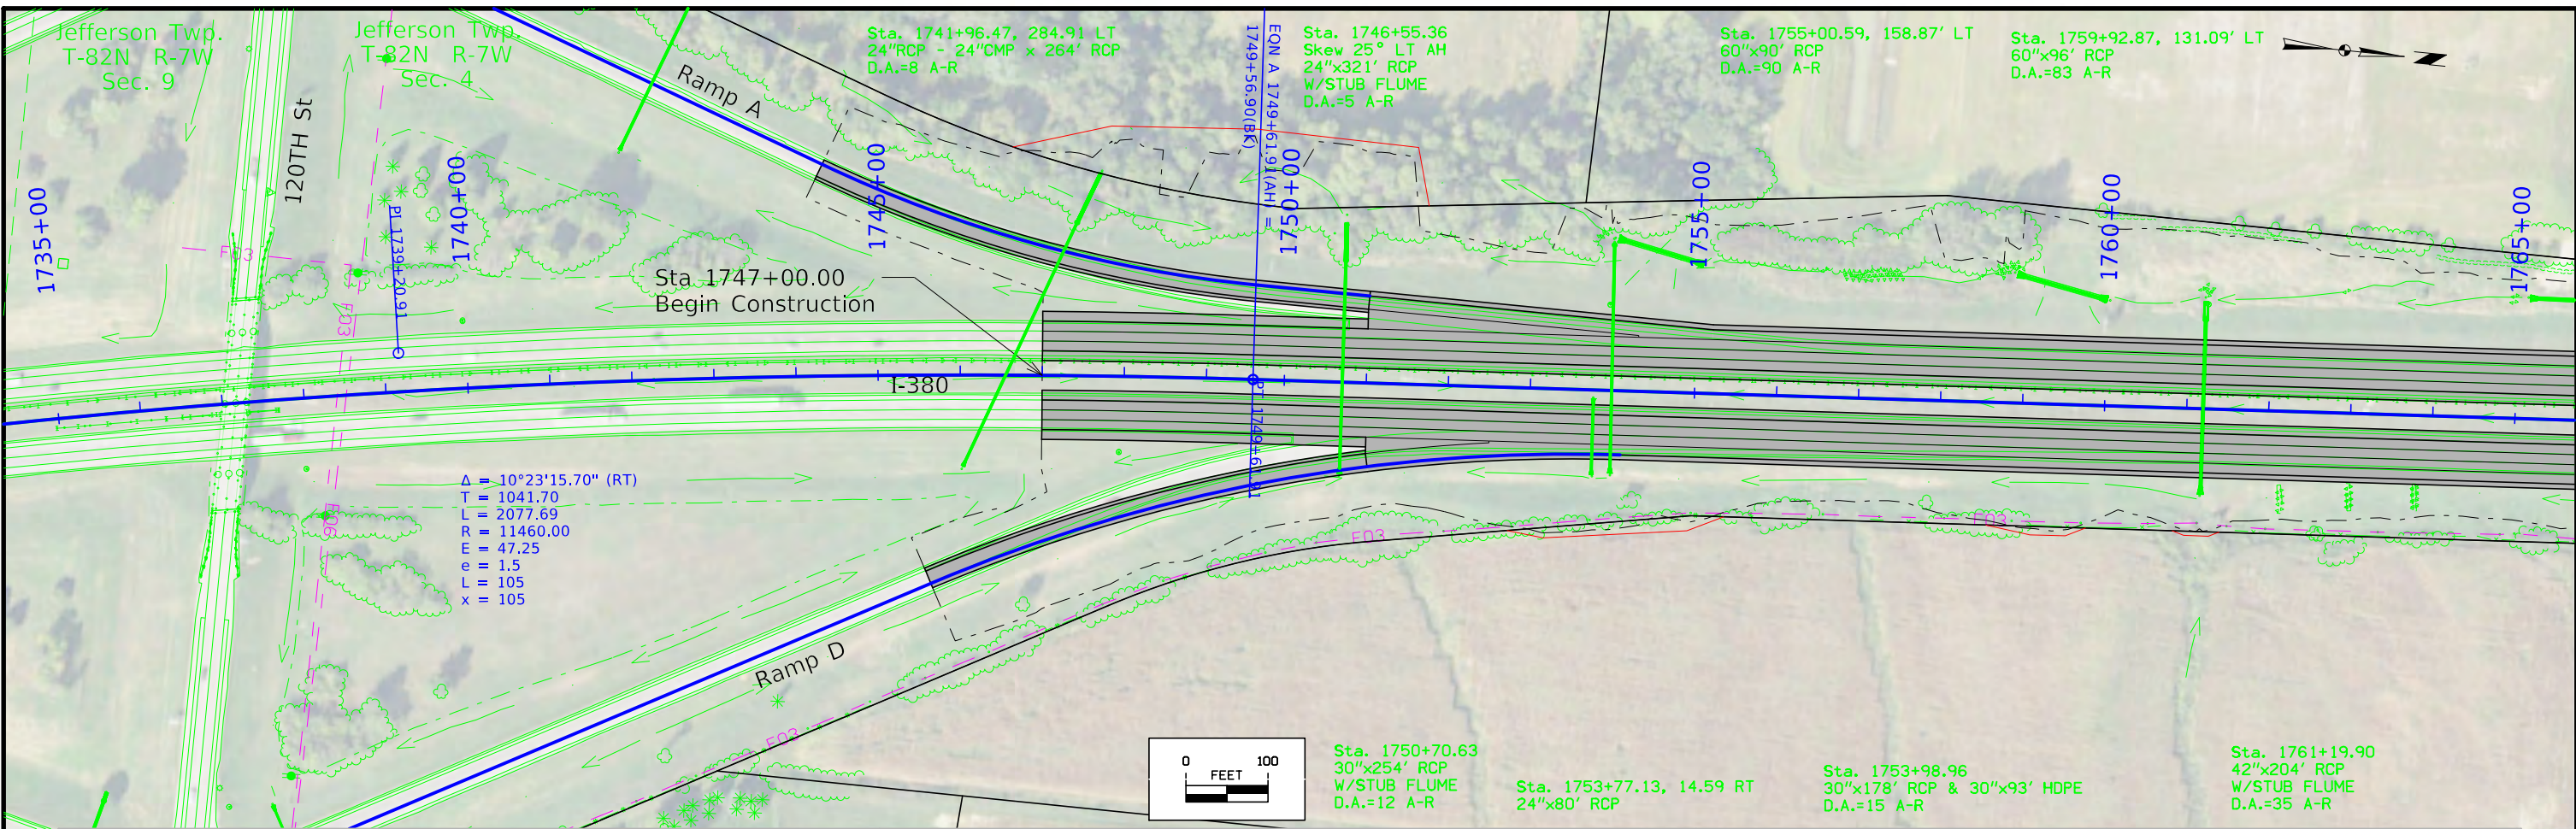 Jefferson Twp.
T-82N R-7W
Sec. 9
Jefferson Twp.
T-82N R-7W
Sec. 4
120TH St
Ramp A
Sta. 1741+96.47, 284.91 LT
24"RCP - 24"CMP x 264' RCP
D.A.=8 A-R
EQN A 1749+61.91(AH) =
1749+56.90(BK)
Sta. 1746+55.36
Skew 25° LT AH
24"x321' RCP
W/STUB FLUME
D.A.=5 A-R
Sta. 1755+00.59, 158.87' LT
60"x90' RCP
D.A.=90 A-R
Sta. 1759+92.87, 131.09' LT
60"x96' RCP
D.A.=83 A-R
1735+00
1740+00
1745+00
1750+00
1755+00
1760+00
1765+00
PI 1739+20.91
F03
F03
Sta 1747+00.00
Begin Construction
I-380
PT 1749+61.91
Δ = 10°23'15.70" (RT)
T = 1041.70
L = 2077.69
R = 11460.00
E = 47.25
e = 1.5
L = 105
x = 105
F06
F03
F03
Ramp D
F03
0 100
FEET
Sta. 1750+70.63
30"x254' RCP
W/STUB FLUME
D.A.=12 A-R
Sta. 1753+77.13, 14.59 RT
24"x80' RCP
Sta. 1753+98.96
30"x178' RCP & 30"x93' HDPE
D.A.=15 A-R
Sta. 1761+19.90
42"x204' RCP
W/STUB FLUME
D.A.=35 A-R